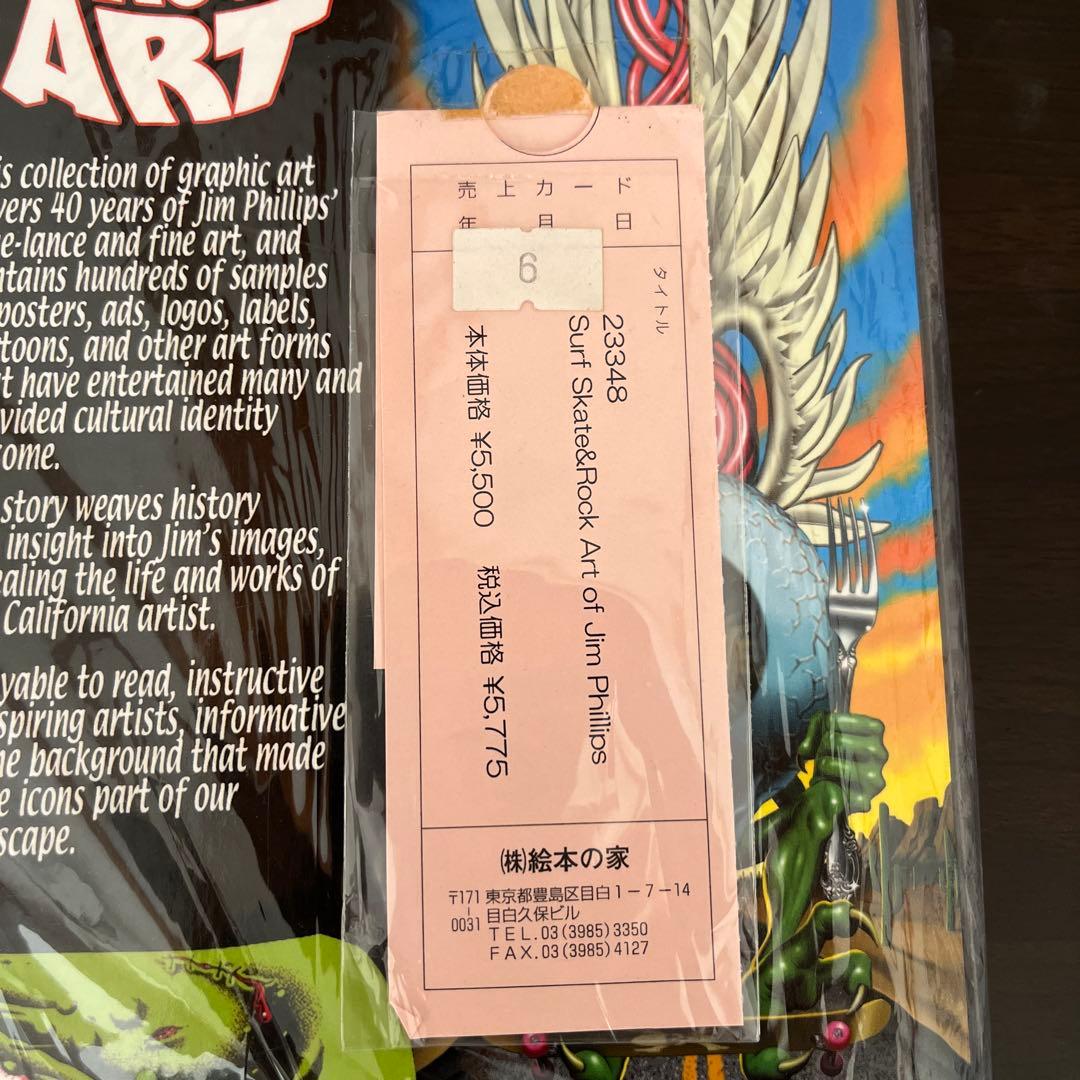 ART
is collection of graphic art
vers 40 years of Jim Phillips'
e-lance and fine art, and
ntains hundreds of samples
posters, ads, logos, labels,
toons, and other art forms
t have entertained many and
vided cultural identity
ome.
story weaves history
insight into Jim's images,
ealing the life and works of
California artist.
yable to read, instructive
spiring artists, informative
he background that made
e icons part of our
scape.
売上カード
年 月 日
6
タイトル
23348
Surf Skate&Rock Art of Jim Phillips
本体価格 ¥5,500 税込価格 ¥5,775
(株)絵本の家
〒171-0031 東京都豊島区目白1-7-14
目白久保ビル
TEL.03(3985)3350
FAX.03(3985)4127